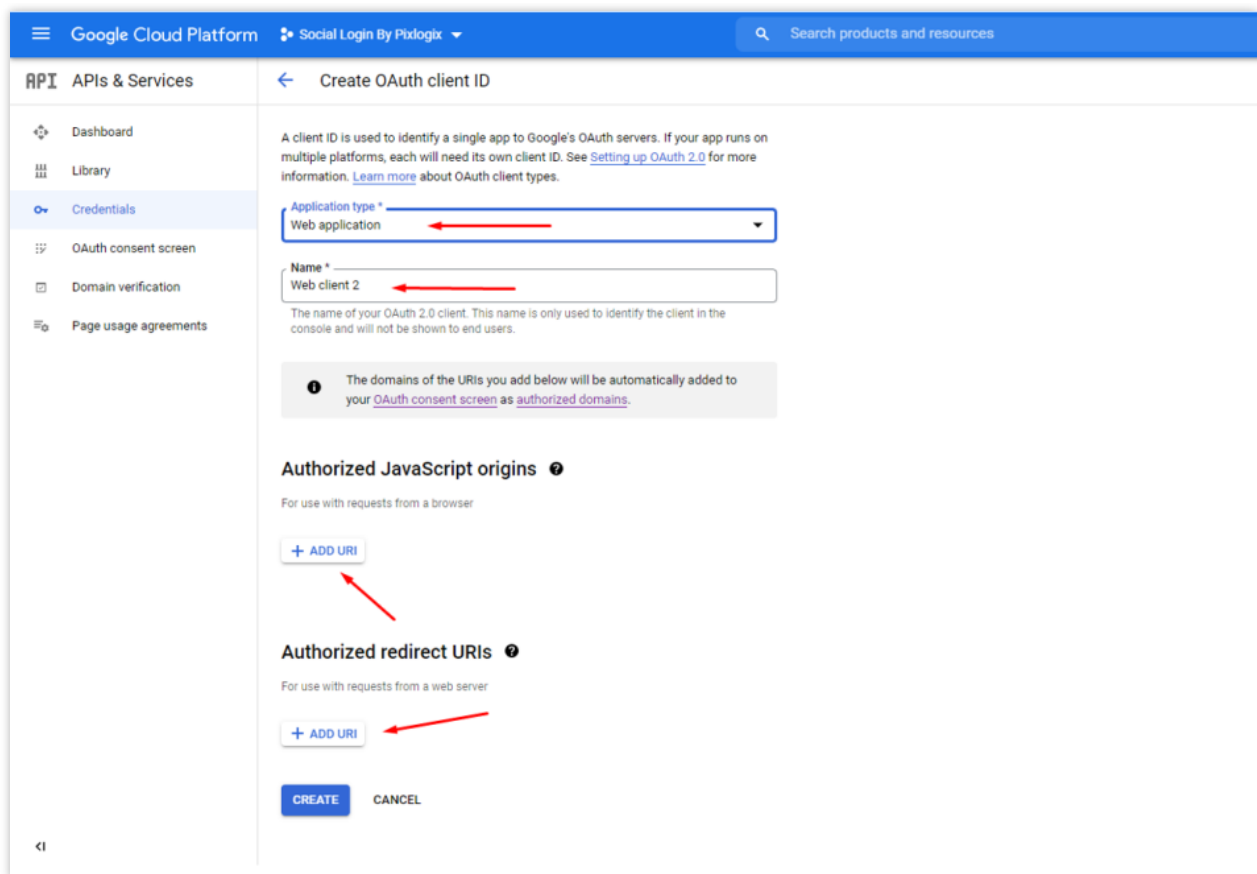 Google Cloud Platform
Social Login By Pixlogix
Search products and resources
API APIs & Services
Create OAuth client ID
Dashboard
Library
Credentials
OAuth consent screen
Domain verification
Page usage agreements
A client ID is used to identify a single app to Google's OAuth servers. If your app runs on
multiple platforms, each will need its own client ID. See Setting up OAuth 2.0 for more
information. Learn more about OAuth client types.
Application type *
Web application
Name *
Web client 2
The name of your OAuth 2.0 client. This name is only used to identify the client in the
console and will not be shown to end users.
The domains of the URIs you add below will be automatically added to
your OAuth consent screen as authorized domains.
Authorized JavaScript origins
For use with requests from a browser
+ ADD URI
Authorized redirect URIs
For use with requests from a web server
+ ADD URI
CREATE
CANCEL